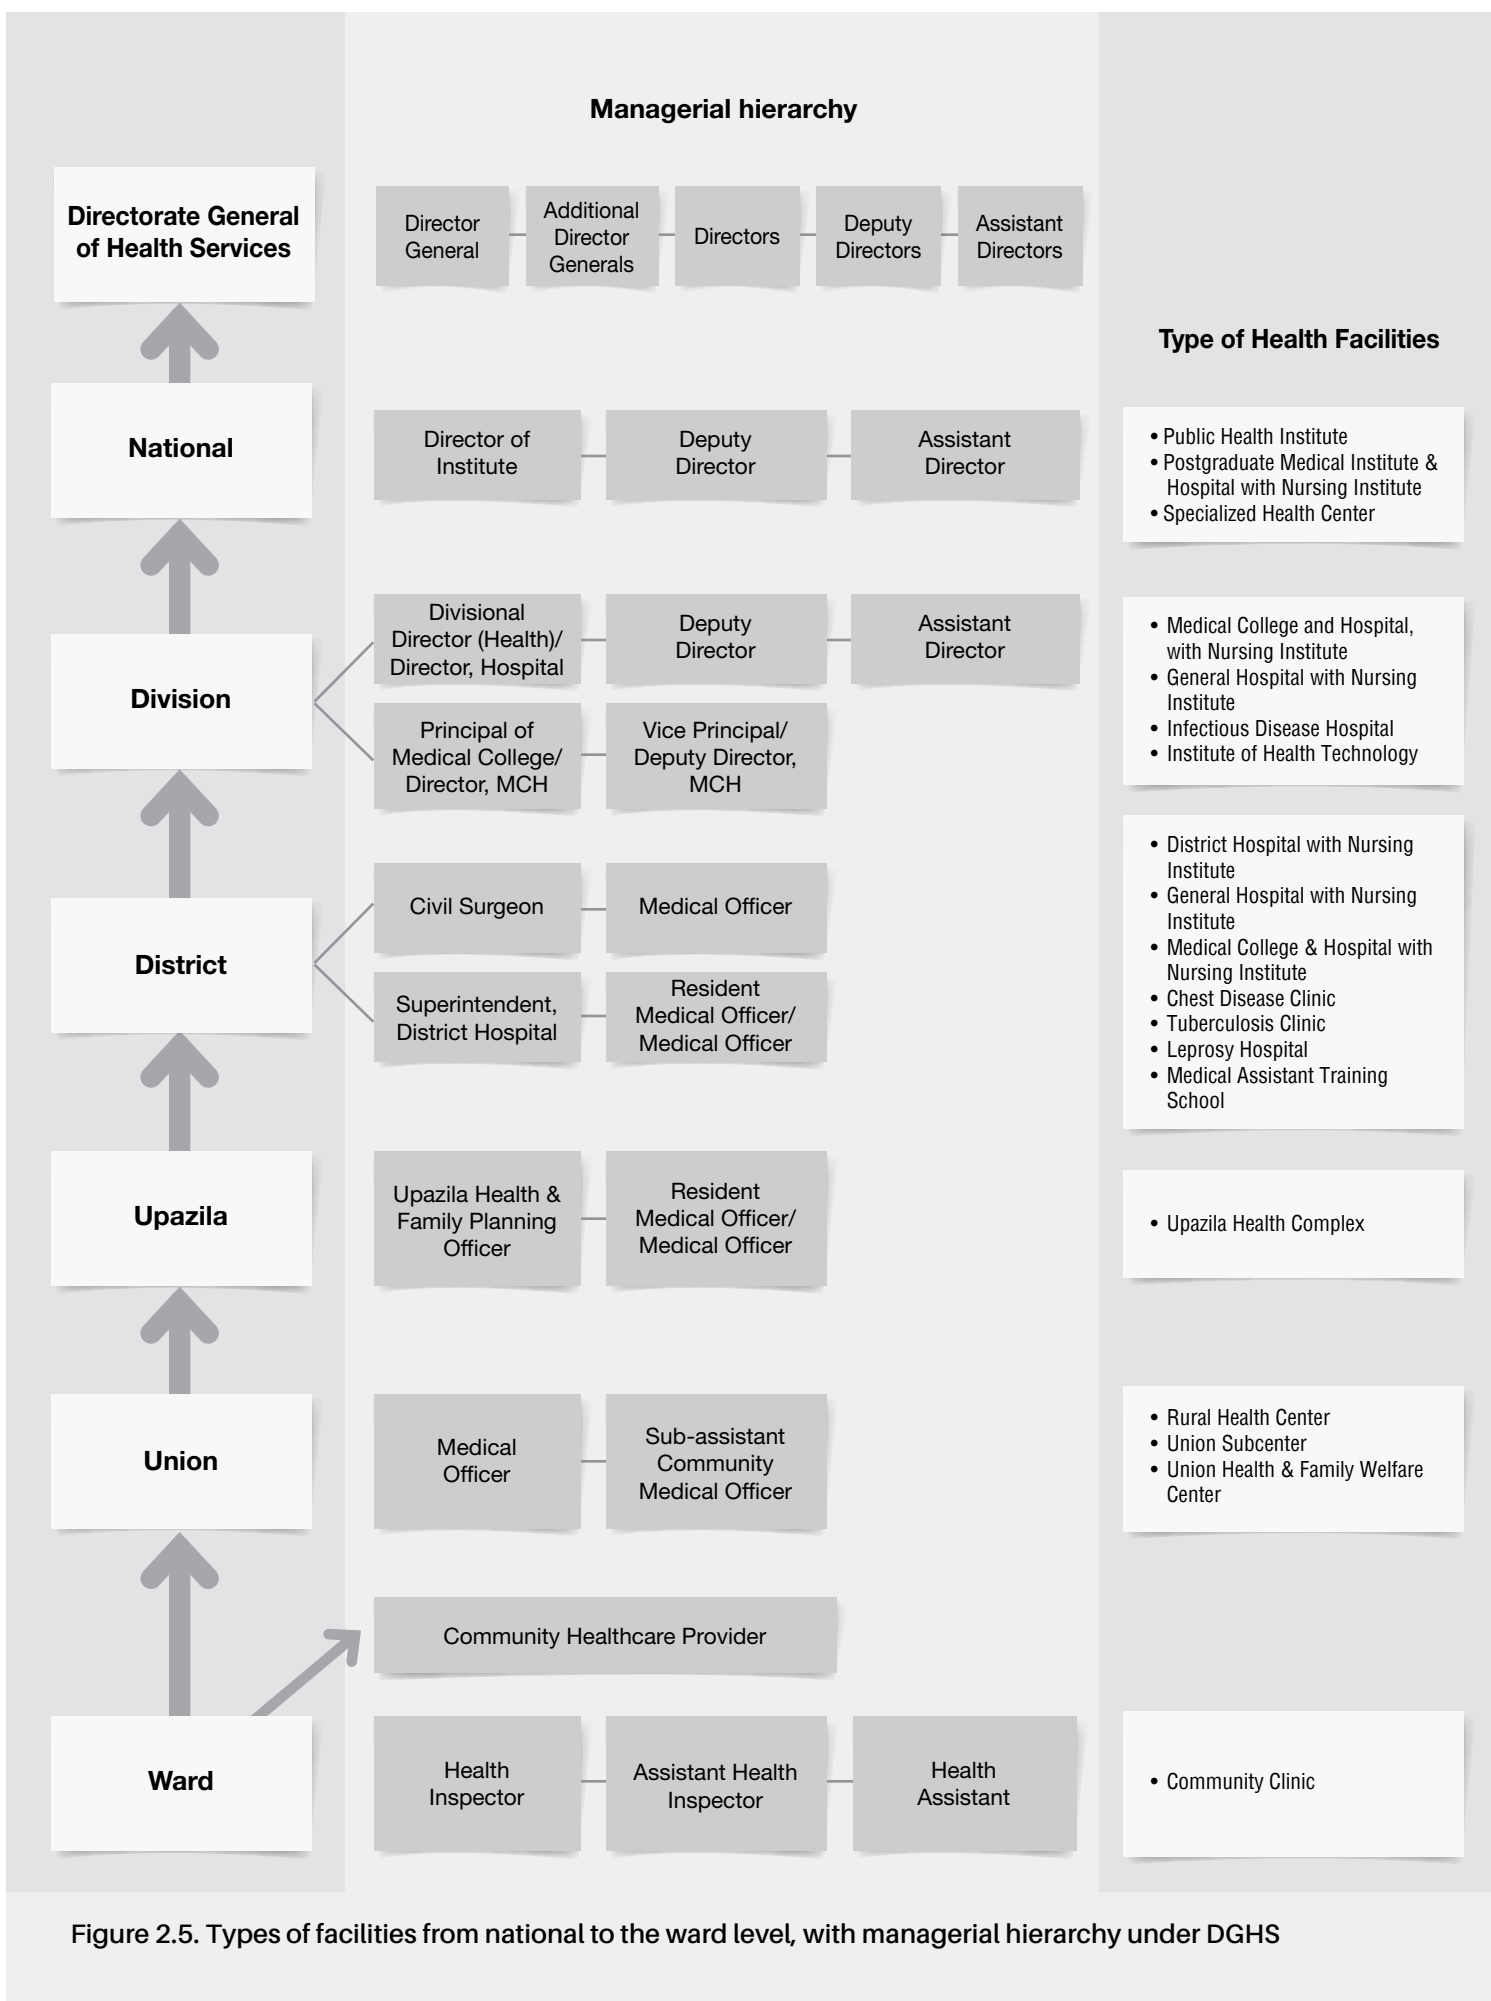 Managerial hierarchy
Directorate General
of Health Services
Director
General
Additional
Director
Generals
Directors
Deputy
Directors
Assistant
Directors
Type of Health Facilities
National
Director of
Institute
Deputy
Director
Assistant
Director
• Public Health Institute
• Postgraduate Medical Institute &
Hospital with Nursing Institute
• Specialized Health Center
Division
Divisional
Director (Health)/
Director, Hospital
Deputy
Director
Assistant
Director
Principal of
Medical College/
Director, MCH
Vice Principal/
Deputy Director,
MCH
• Medical College and Hospital,
with Nursing Institute
• General Hospital with Nursing
Institute
• Infectious Disease Hospital
• Institute of Health Technology
District
Civil Surgeon
Medical Officer
Superintendent,
District Hospital
Resident
Medical Officer/
Medical Officer
• District Hospital with Nursing
Institute
• General Hospital with Nursing
Institute
• Medical College & Hospital with
Nursing Institute
• Chest Disease Clinic
• Tuberculosis Clinic
• Leprosy Hospital
• Medical Assistant Training
School
Upazila
Upazila Health &
Family Planning
Officer
Resident
Medical Officer/
Medical Officer
• Upazila Health Complex
Union
Medical
Officer
Sub-assistant
Community
Medical Officer
• Rural Health Center
• Union Subcenter
• Union Health & Family Welfare
Center
Community Healthcare Provider
Ward
Health
Inspector
Assistant Health
Inspector
Health
Assistant
• Community Clinic
Figure 2.5. Types of facilities from national to the ward level, with managerial hierarchy under DGHS